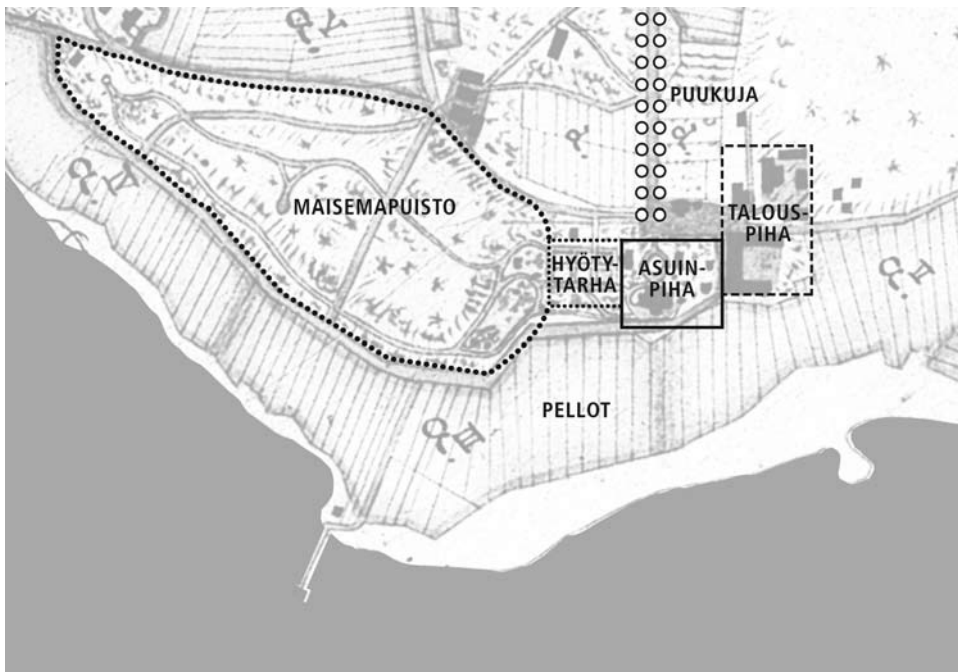 PUUKUJA
MAISEMAPUISTO
TALOUS-
PIHA
HYÖTY-
TARHA
ASUIN-
PIHA
PELLOT